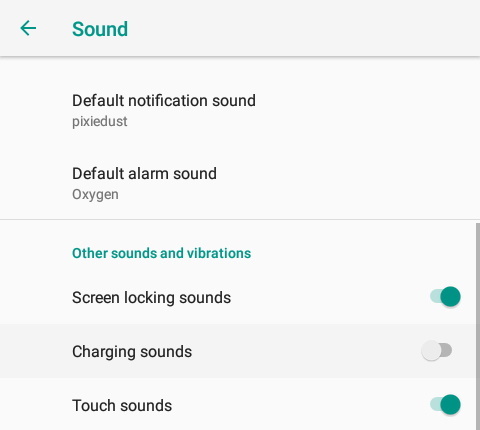 Sound
Default notification sound
pixiedust
Default alarm sound
Oxygen
Other sounds and vibrations
Screen locking sounds
Charging sounds
Touch sounds